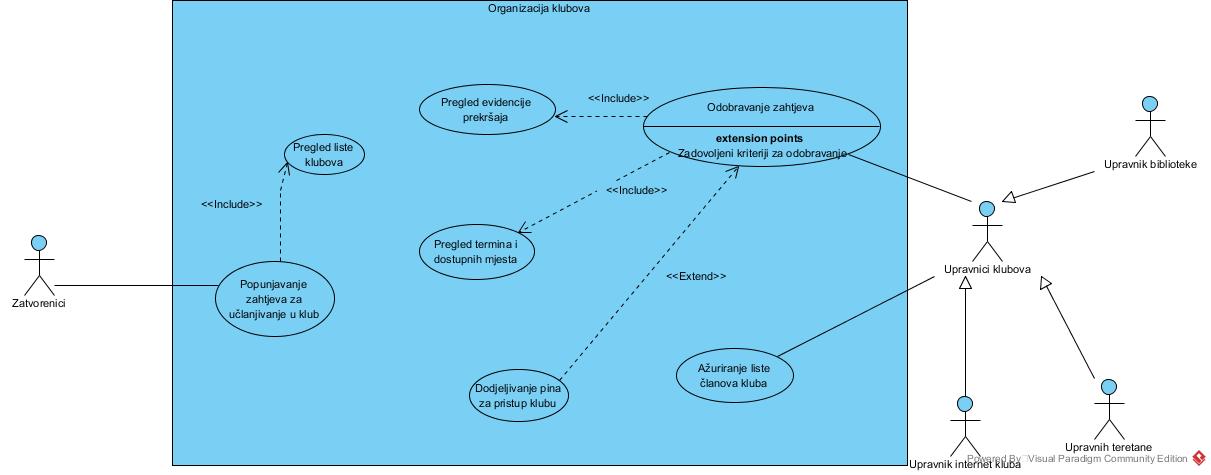 Organizacija klubova
Pregled evidencije
prekršaja
<<Include>>
Odobravanje zahtjeva
extension points
Zadovoljeni kriteriji za odobravanje
Upravnik biblioteke
Pregled liste
klubova
<<Include>>
<<Include>>
Pregled termina i
dostupnih mjesta
Upravnici klubova
<<Extend>>
Zatvorenici
Popunjavanje
zahtjeva za
učlanjivanje u klub
Ažuriranje liste
članova kluba
Dodjeljivanje pina
za pristup klubu
Upravnih teretane
Upravnik internet kluba
Powered By Visual Paradigm Community Edition